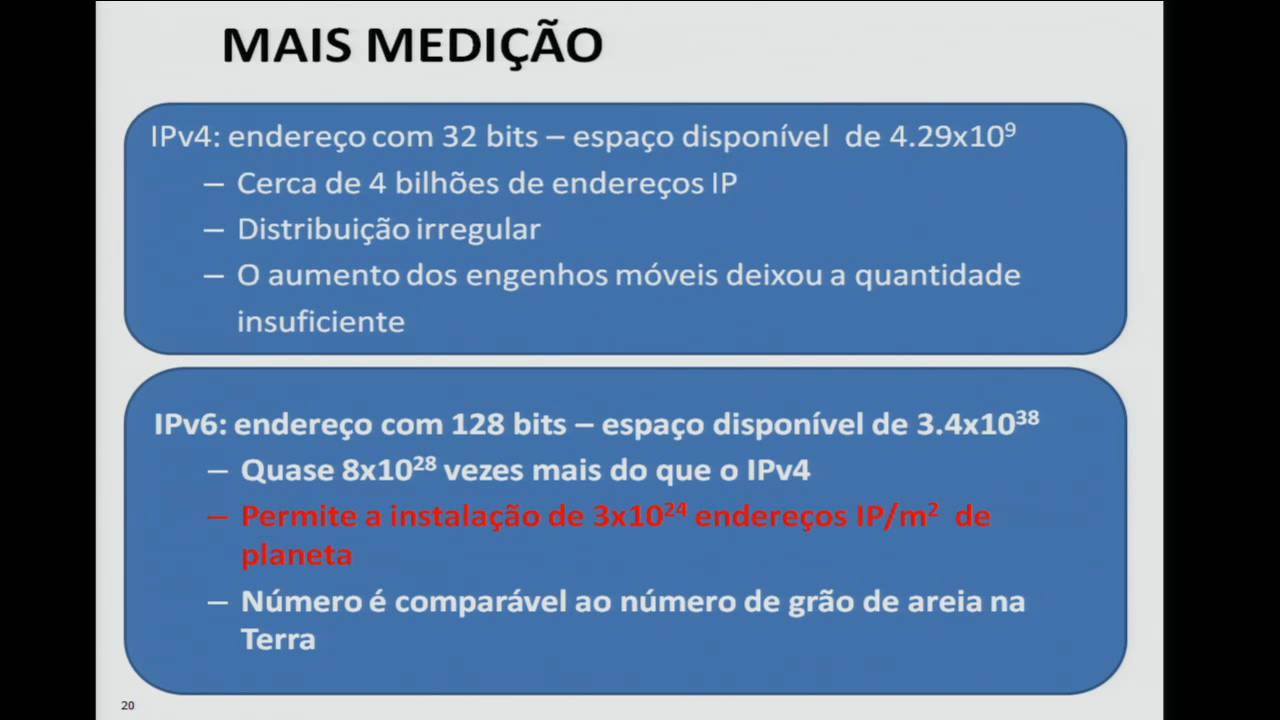 MAIS MEDIÇÃO
IPv4: endereço com 32 bits – espaço disponível de 4.29x10⁹
– Cerca de 4 bilhões de endereços IP
– Distribuição irregular
– O aumento dos engenhos móveis deixou a quantidade
insuficiente
IPv6: endereço com 128 bits – espaço disponível de 3.4x10³⁸
– Quase 8x10²⁸ vezes mais do que o IPv4
– Permite a instalação de 3x10²⁴ endereços IP/m² de
planeta
– Número é comparável ao número de grão de areia na
Terra
20